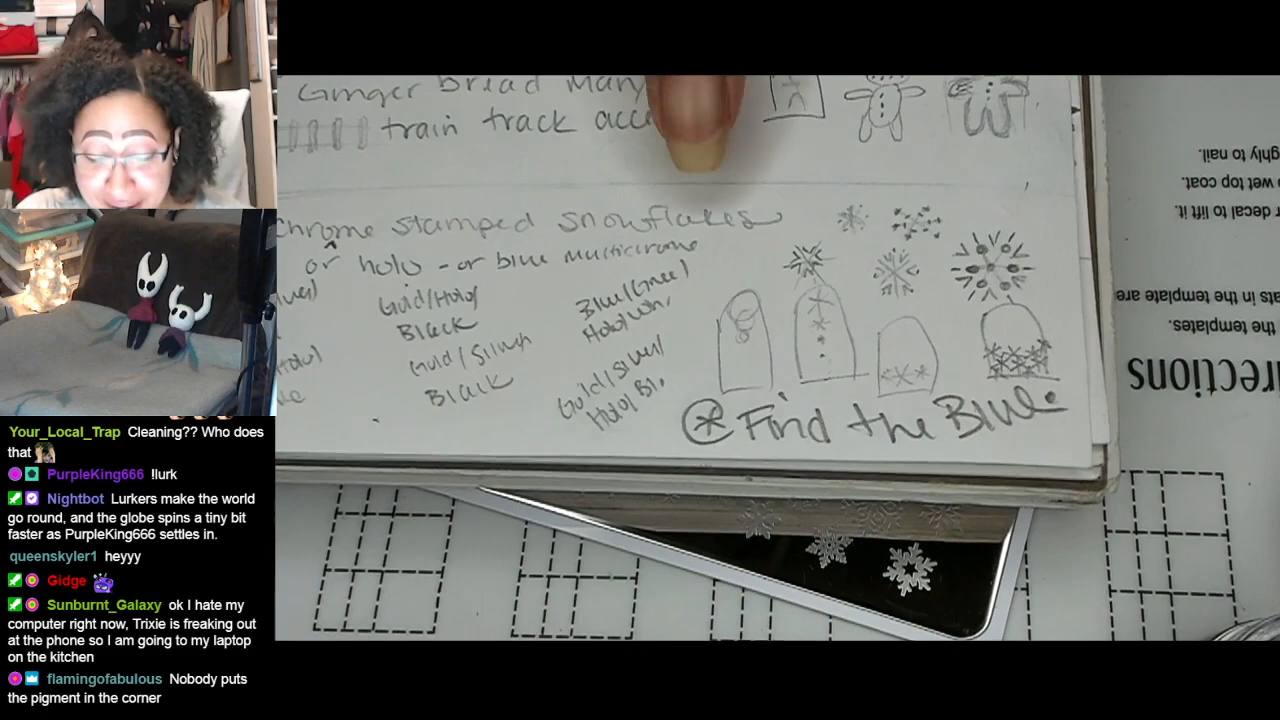 Ginger bread man
train track acce
Chrome stamped snowflakes
or holo - or blue multicrome
Gold/Holo/
Black
Gold/Silver
Black
Blue/Green/
Holo/
Gold/Silver/
Holo/Bl.
* Find the Blue.
ghly to nail.
o wet top coat.
r decal to lift it
ats in the template are
the templates.
irections
Your_Local_Trap Cleaning?? Who does
that
PurpleKing666 !lurk
Nightbot Lurkers make the world
go round, and the globe spins a tiny bit
faster as PurpleKing666 settles in.
queenskyler1 heyyy
Gidge
Sunburnt_Galaxy ok I hate my
computer right now, Trixie is freaking out
at the phone so I am going to my laptop
on the kitchen
flamingofabulous Nobody puts
the pigment in the corner